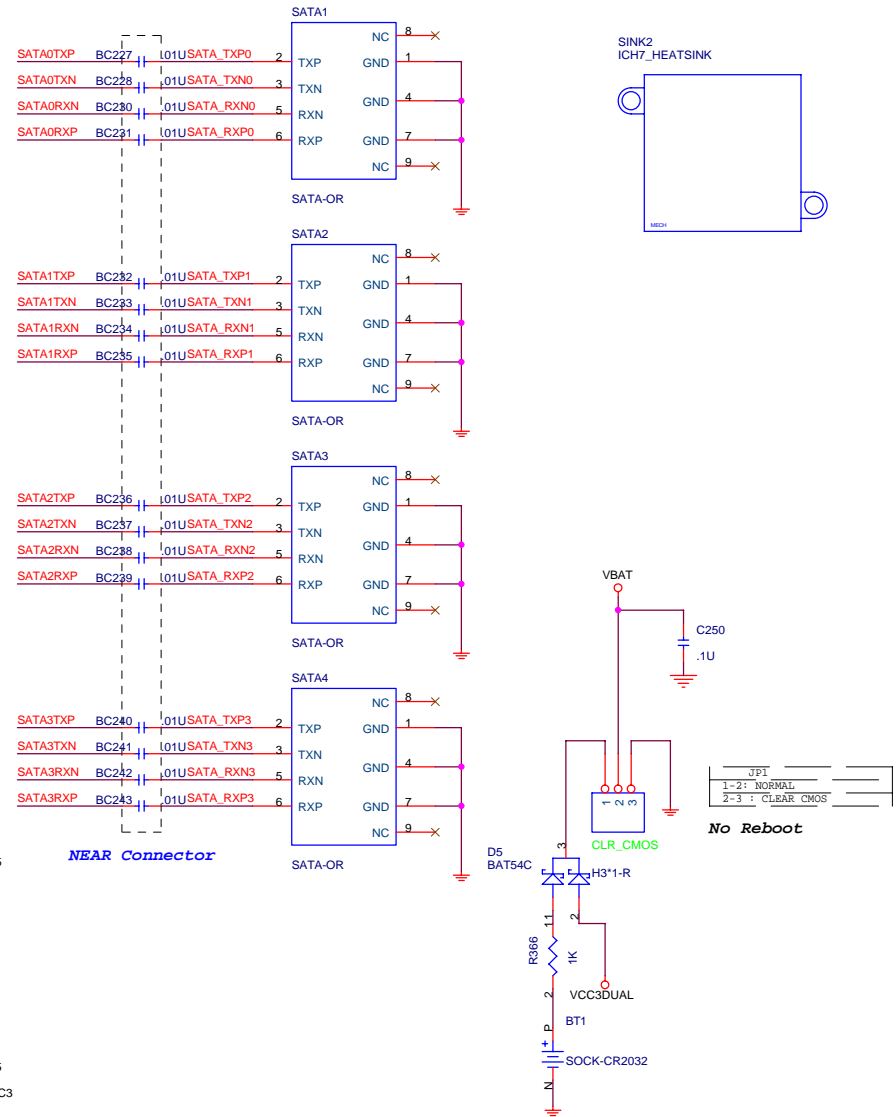 SATA1
SATA0TXP BC227 .01U SATA_TXP0 2 TXP NC 8
SATA0TXN BC228 .01U SATA_TXN0 3 TXN GND 1
SATA0RXN BC230 .01U SATA_RXN0 5 RXN GND 4
SATA0RXP BC231 .01U SATA_RXP0 6 RXP GND 7
NC 9
SATA-OR
SINK2
ICH7_HEATSINK
MECH
SATA2
SATA1TXP BC232 .01U SATA_TXP1 2 TXP NC 8
SATA1TXN BC233 .01U SATA_TXN1 3 TXN GND 1
SATA1RXN BC234 .01U SATA_RXN1 5 RXN GND 4
SATA1RXP BC235 .01U SATA_RXP1 6 RXP GND 7
NC 9
SATA-OR
SATA3
SATA2TXP BC236 .01U SATA_TXP2 2 TXP NC 8
SATA2TXN BC237 .01U SATA_TXN2 3 TXN GND 1
SATA2RXN BC238 .01U SATA_RXN2 5 RXN GND 4
SATA2RXP BC239 .01U SATA_RXP2 6 RXP GND 7
NC 9
SATA-OR
SATA4
SATA3TXP BC240 .01U SATA_TXP3 2 TXP NC 8
SATA3TXN BC241 .01U SATA_TXN3 3 TXN GND 1
SATA3RXN BC242 .01U SATA_RXN3 5 RXN GND 4
SATA3RXP BC243 .01U SATA_RXP3 6 RXP GND 7
NC 9
SATA-OR
NEAR Connector
VBAT
C250
.1U
1 2 3
CLR_CMOS
JP1
1-2: NORMAL
2-3 : CLEAR CMOS
No Reboot
D5
BAT54C
3
H3*1-R
1 1
2
R366
1K
2
VCC3DUAL
BT1
P
+
SOCK-CR2032
N
C3